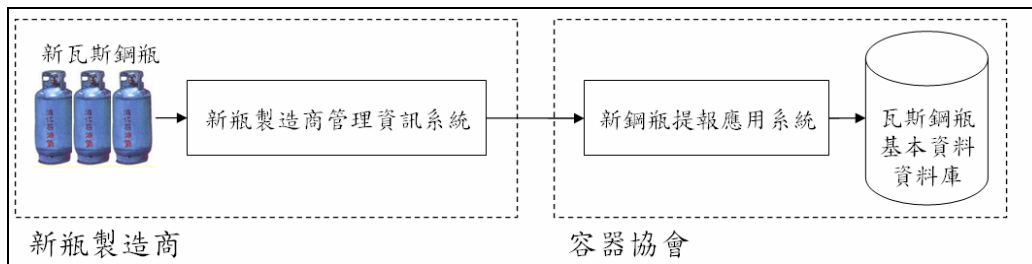 新瓦斯鋼瓶
新瓶製造商管理資訊系統
新鋼瓶提報應用系統
瓦斯鋼瓶
基本資料
資料庫
新瓶製造商
容器協會